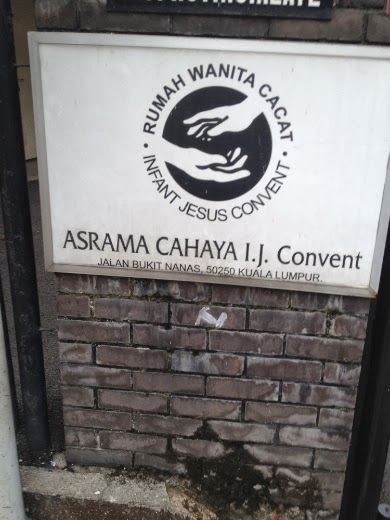 • RUMAH WANITA CACAT •
INFANT JESUS CONVENT
ASRAMA CAHAYA I.J. Convent
JALAN BUKIT NANAS, 50250 KUALA LUMPUR.